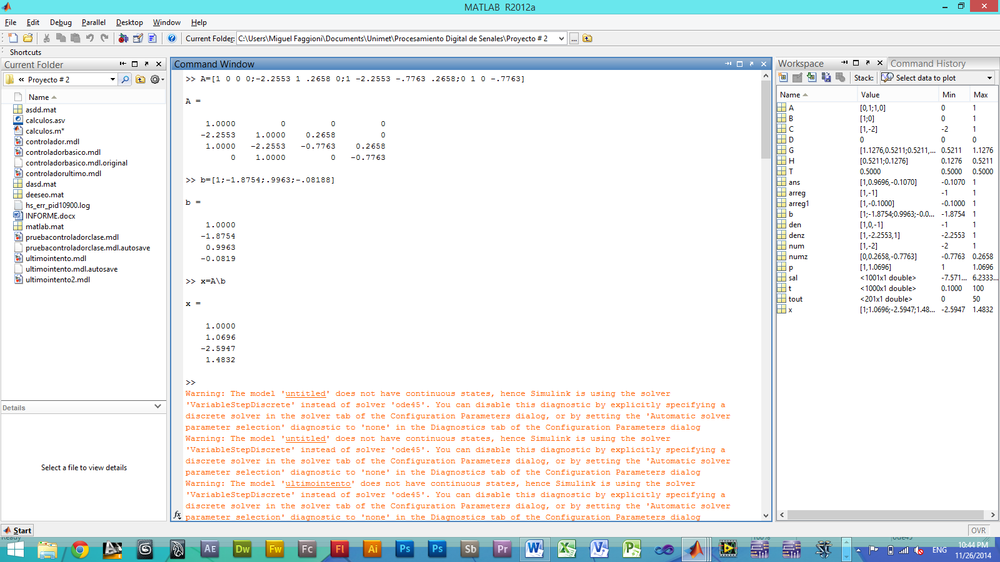 MATLAB R2012a
File Edit Debug Parallel Desktop Window Help
Current Folder: C:\Users\Miguel Faggioni\Documents\Unimet\Procesamiento Digital de Senales\Proyecto # 2 ...
Shortcuts
Current Folder
« Proyecto # 2
Name
asdd.mat
calculos.asv
calculos.m*
controlador.mdl
controladorbasico.mdl
controladorbasico.mdl.original
controladorultimo.mdl
dasd.mat
deeseo.mat
hs_err_pid10900.log
INFORME.docx
matlab.mat
pruebacontroladorclase.mdl
pruebacontroladorclase.mdl.autosave
ultimointento.mdl
ultimointento.mdl.autosave
ultimointento2.mdl
Details
Select a file to view details
Command Window
>> A=[1 0 0 0;-2.2553 1 .2658 0;1 -2.2553 -.7763 .2658;0 1 0 -.7763]
A =
1.0000 0 0 0
-2.2553 1.0000 0.2658 0
1.0000 -2.2553 -0.7763 0.2658
0 1.0000 0 -0.7763
>> b=[1;-1.8754;.9963;-.08188]
b =
1.0000
-1.8754
0.9963
-0.0819
>> x=A\b
x =
1.0000
1.0696
-2.5947
1.4832
>>
Warning: The model 'untitled' does not have continuous states, hence Simulink is using the solver
'VariableStepDiscrete' instead of solver 'ode45'. You can disable this diagnostic by explicitly specifying a
discrete solver in the solver tab of the Configuration Parameters dialog, or by setting the 'Automatic solver
parameter selection' diagnostic to 'none' in the Diagnostics tab of the Configuration Parameters dialog
Warning: The model 'untitled' does not have continuous states, hence Simulink is using the solver
'VariableStepDiscrete' instead of solver 'ode45'. You can disable this diagnostic by explicitly specifying a
discrete solver in the solver tab of the Configuration Parameters dialog, or by setting the 'Automatic solver
parameter selection' diagnostic to 'none' in the Diagnostics tab of the Configuration Parameters dialog
Warning: The model 'ultimointento' does not have continuous states, hence Simulink is using the solver
'VariableStepDiscrete' instead of solver 'ode45'. You can disable this diagnostic by explicitly specifying a
discrete solver in the solver tab of the Configuration Parameters dialog, or by setting the 'Automatic solver
parameter selection' diagnostic to 'none' in the Diagnostics tab of the Configuration Parameters dialog
fx
Workspace Command History
Stack: Select data to plot
Name Value Min Max
A [0,1;1,0] 0 1
B [1;0] 0 1
C [1,-2] -2 1
D 0 0 0
G [1.1276,0.5211;0.5211,... 0.5211 1.1276
H [0.5211;0.1276] 0.1276 0.5211
T 0.5000 0.5000 0.5000
ans [1,0.9696,-0.1070] -0.1070 1
arreg [1,-1] -1 1
arreg1 [1,-0.1000] -0.1000 1
b [1;-1.8754;0.9963;-0.0... -1.8754 1
den [1,0,-1] -1 1
denz [1,-2.2553,1] -2.2553 1
num [1,-2] -2 1
numz [0,0.2658,-0.7763] -0.7763 0.2658
p [1,1.0696] 1 1.0696
sal <1001x1 double> -7.571... 6.2333...
t <1000x1 double> 0.1000 100
tout <201x1 double> 0 50
x [1;1.0696;-2.5947;1.48... -2.5947 1.4832
Start
OVR
Ready 100% ode45
AE Dw Fw Fc Fl Ai Ps Ps Sb Pr
ENG
10:44 PM
11/26/2014